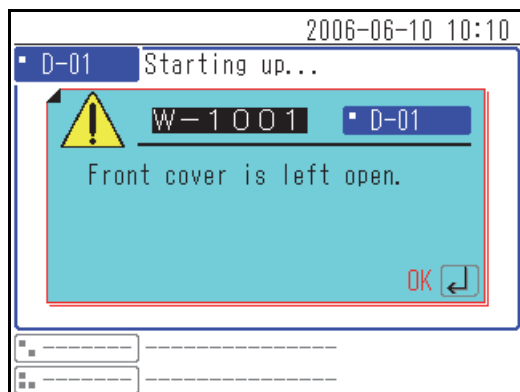 2006-06-10 10:10
D-01 Starting up...
W-1001 D-01
Front cover is left open.
OK
-------- ----------------
-------- ----------------